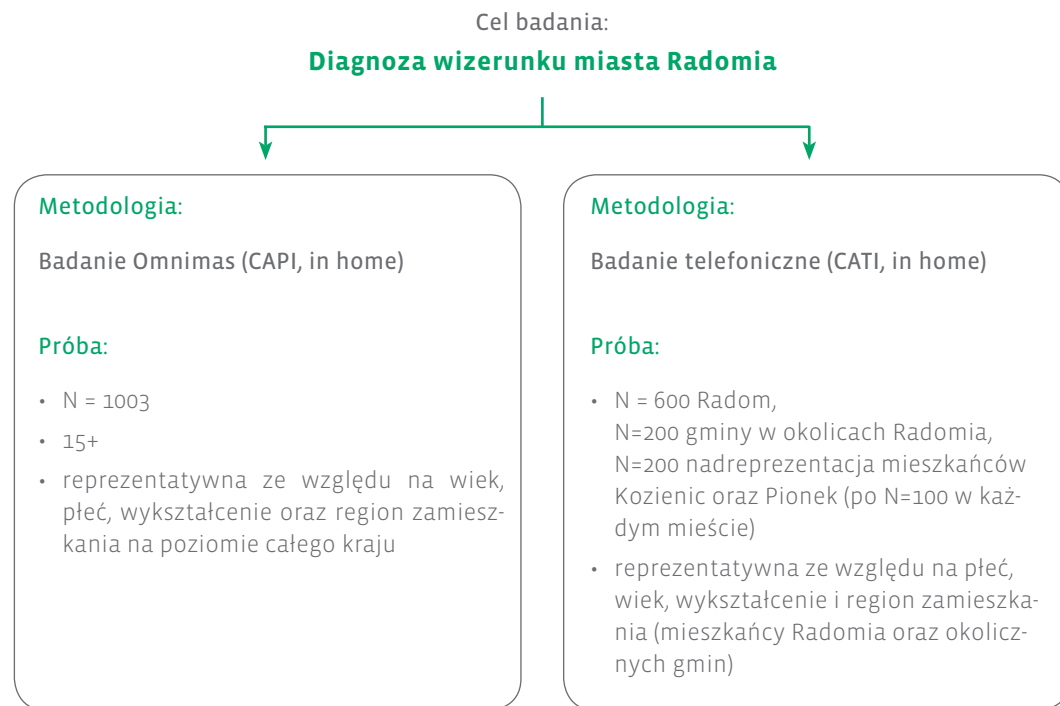 Cel badania:
Diagnoza wizerunku miasta Radomia
Metodologia:
Badanie Omnimas (CAPI, in home)
Próba:
• N = 1003
• 15+
• reprezentatywna ze względu na wiek,
płeć, wykształcenie oraz region zamiesz-
kania na poziomie całego kraju
Metodologia:
Badanie telefoniczne (CATI, in home)
Próba:
• N = 600 Radom,
N=200 gminy w okolicach Radomia,
N=200 nadreprezentacja mieszkańców
Kozienic oraz Pionek (po N=100 w każ-
dym mieście)
• reprezentatywna ze względu na płeć,
wiek, wykształcenie i region zamieszka-
nia (mieszkańcy Radomia oraz okolicz-
nych gmin)